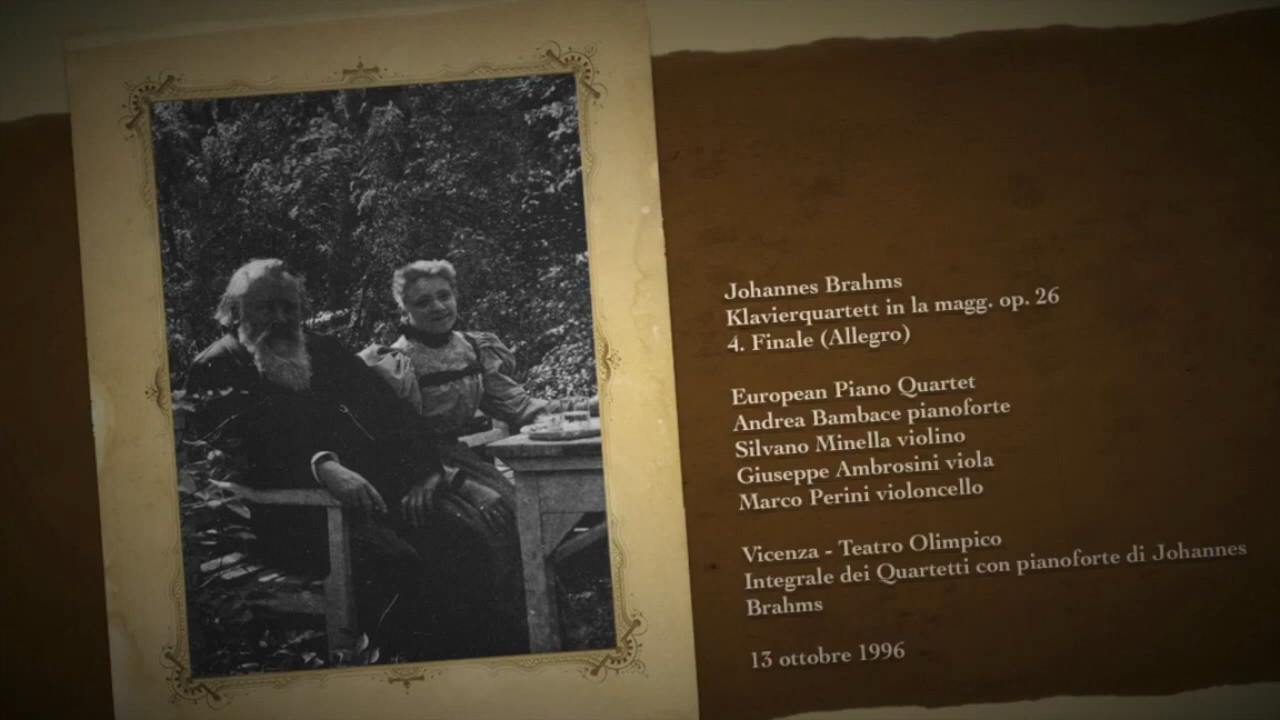 Johannes Brahms
Klavierquartett in la magg. op. 26
4. Finale (Allegro)
European Piano Quartet
Andrea Bambace pianoforte
Silvano Minella violino
Giuseppe Ambrosini viola
Marco Perini violoncello
Vicenza - Teatro Olimpico
Integrale dei Quartetti con pianoforte di Johannes
Brahms
13 ottobre 1996